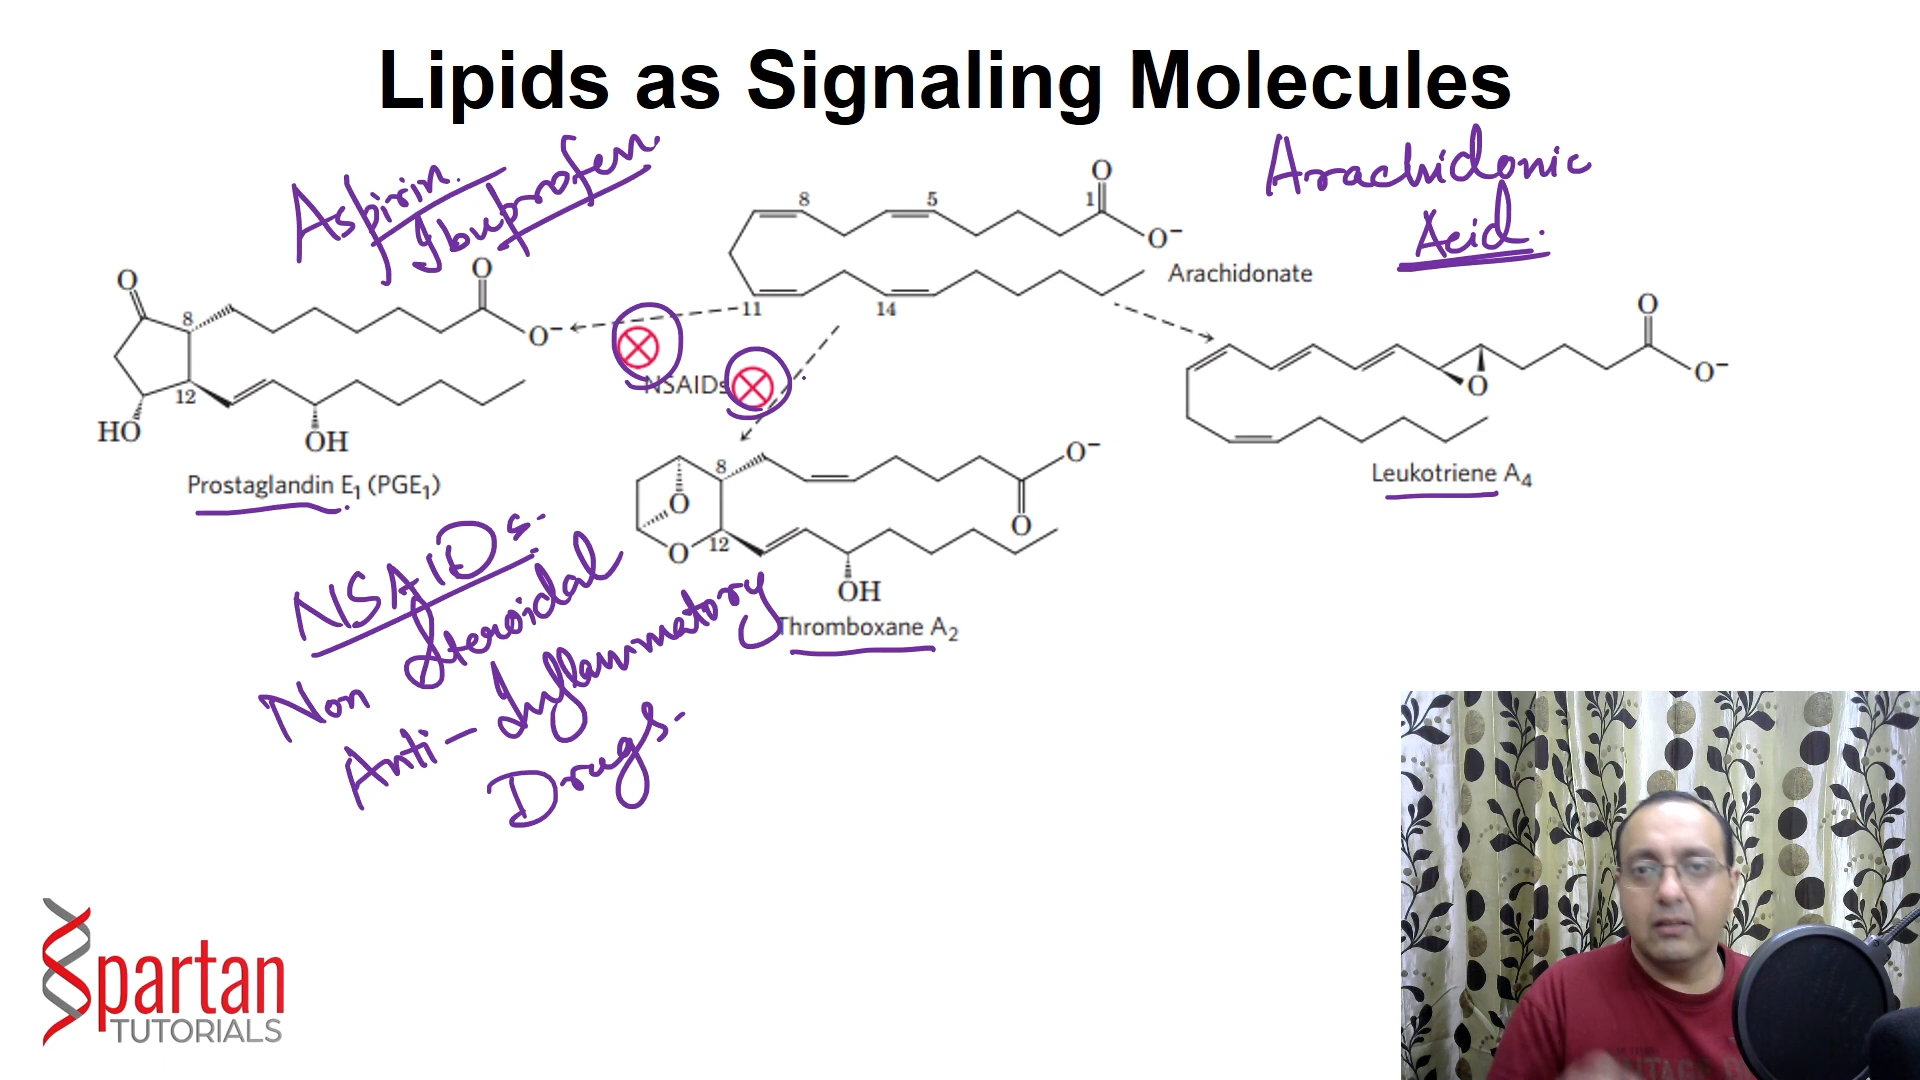 Lipids as Signaling Molecules
Aspirin.
Ibuprofen.
Arachidonic
Acid.
O
8
5
1
O⁻
11
14
Arachidonate
O
8
O
O⁻
12
HO
OH
Prostaglandin E₁ (PGE₁)
NSAIDs
O
O⁻
O
Leukotriene A₄
8
O
O
12
O⁻
O
OH
Thromboxane A₂
NSAIDs.
Non Steroidal
Anti-Inflammatory
Drugs.
Spartan
TUTORIALS